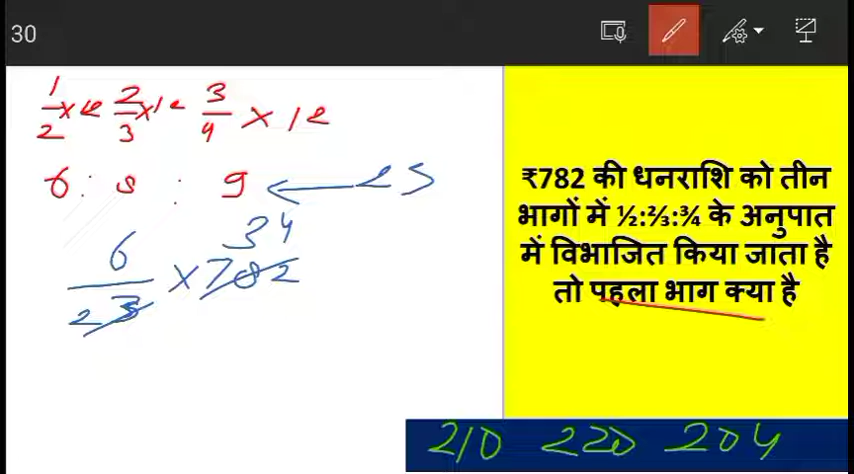 30
1/2 × 12 2/3 × 12 3/4 × 12
6 : 8 : 9 ← 23
34
6/23 × 782
₹782 की धनराशि को तीन
भागों में ½:⅔:¾ के अनुपात
में विभाजित किया जाता है
तो पहला भाग क्या है
210 220 204